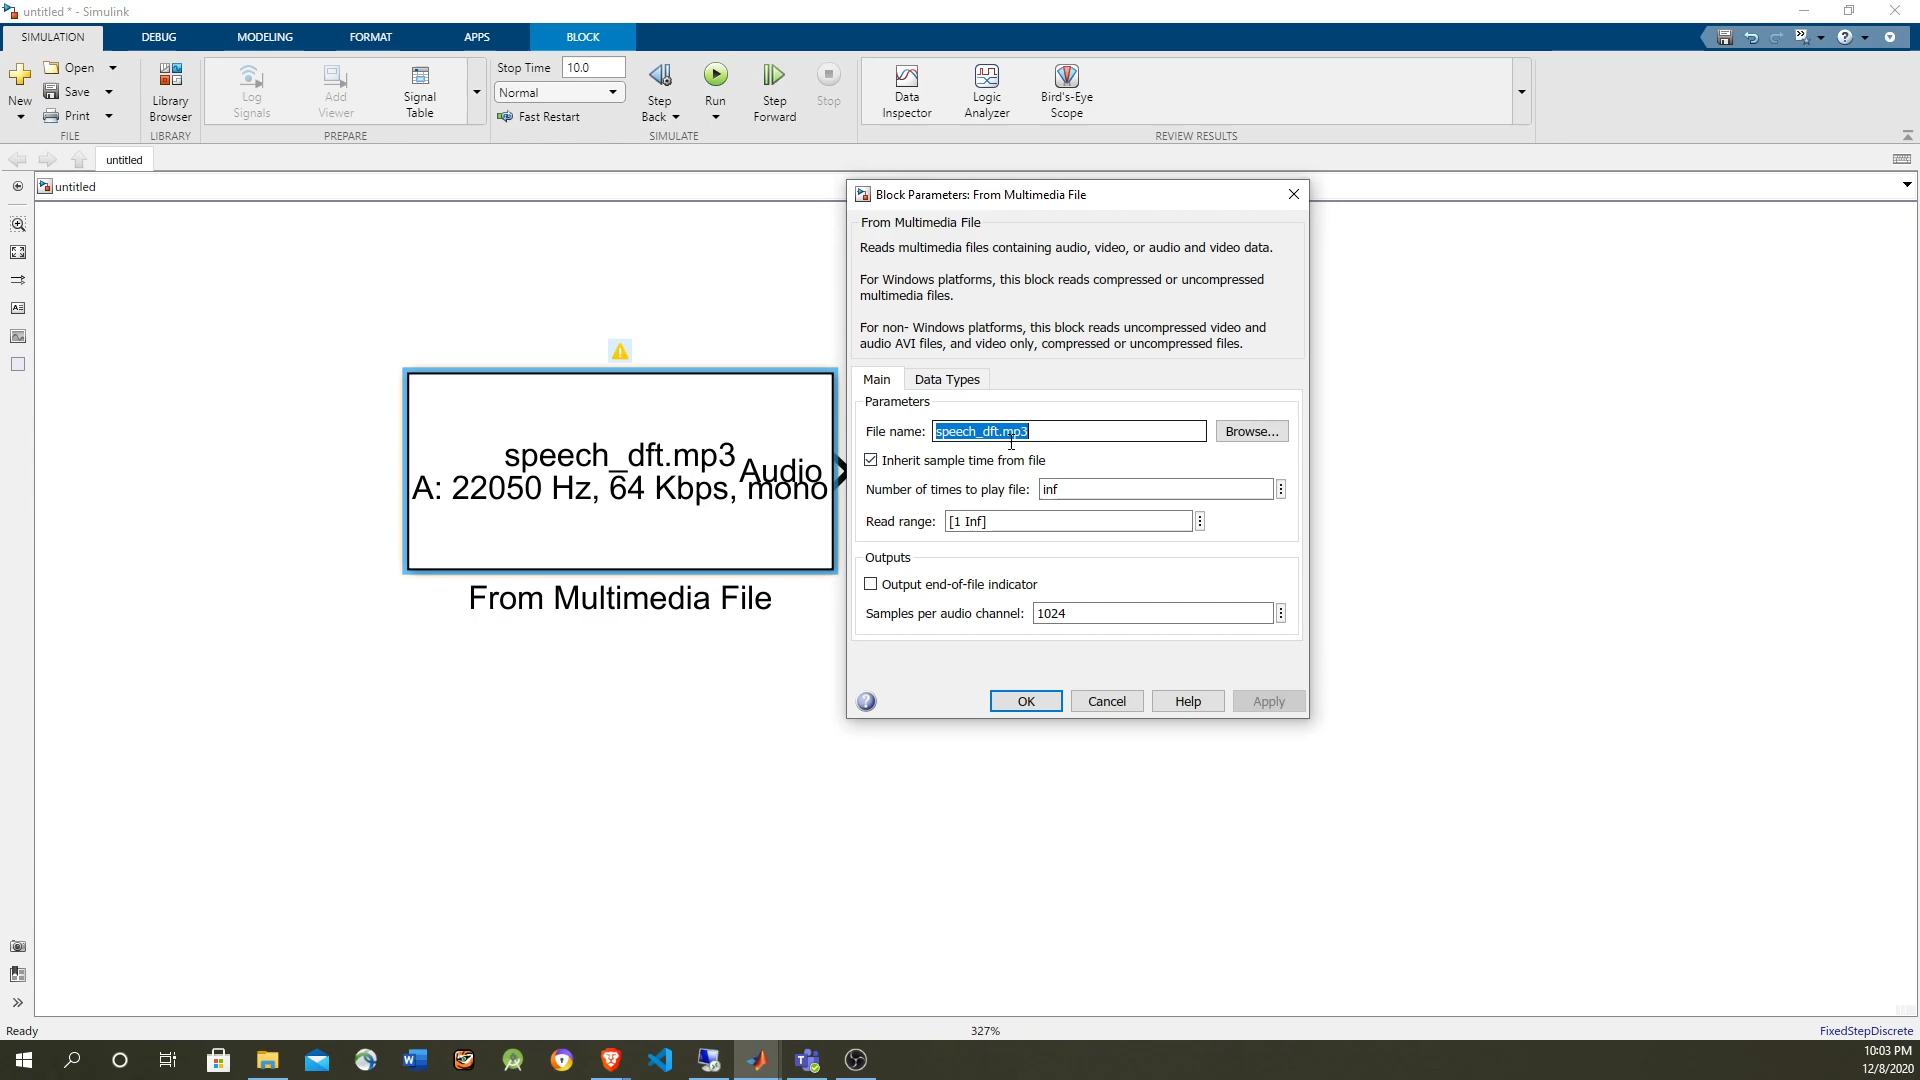 untitled * - Simulink
SIMULATION
DEBUG
MODELING
FORMAT
APPS
BLOCK
New
Open
Save
Print
FILE
Library
Browser
LIBRARY
Log
Signals
Add
Viewer
Signal
Table
PREPARE
Stop Time 10.0
Normal
Fast Restart
Step
Back
Run
Step
Forward
Stop
SIMULATE
Data
Inspector
Logic
Analyzer
Bird's-Eye
Scope
REVIEW RESULTS
untitled
untitled
speech_dft.mp3
Audio
A: 22050 Hz, 64 Kbps, mono
From Multimedia File
Block Parameters: From Multimedia File
From Multimedia File
Reads multimedia files containing audio, video, or audio and video data.
For Windows platforms, this block reads compressed or uncompressed
multimedia files.
For non- Windows platforms, this block reads uncompressed video and
audio AVI files, and video only, compressed or uncompressed files.
Main Data Types
Parameters
File name: speech_dft.mp3 Browse...
Inherit sample time from file
Number of times to play file: inf
Read range: [1 Inf]
Outputs
Output end-of-file indicator
Samples per audio channel: 1024
OK Cancel Help Apply
Ready
327%
FixedStepDiscrete
10:03 PM
12/8/2020